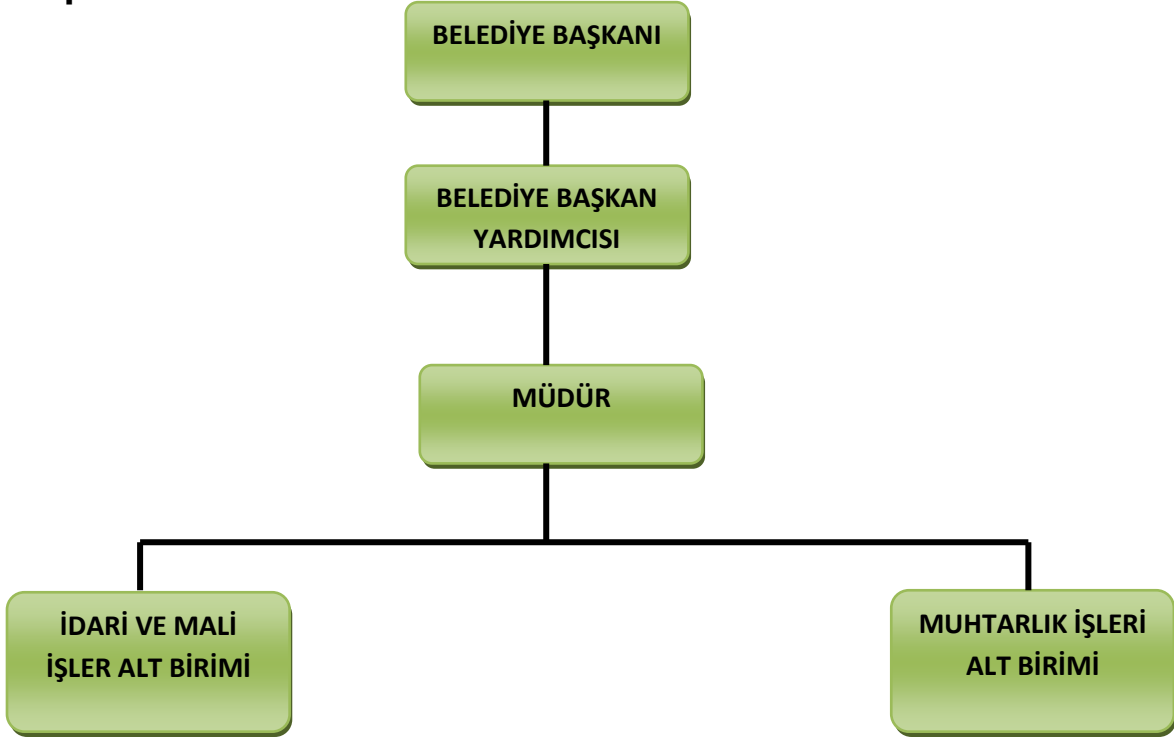 BELEDİYE BAŞKANI
BELEDİYE BAŞKAN
YARDIMCISI
MÜDÜR
İDARİ VE MALİ
İŞLER ALT BİRİMİ
MUHTARLIK İŞLERİ
ALT BİRİMİ